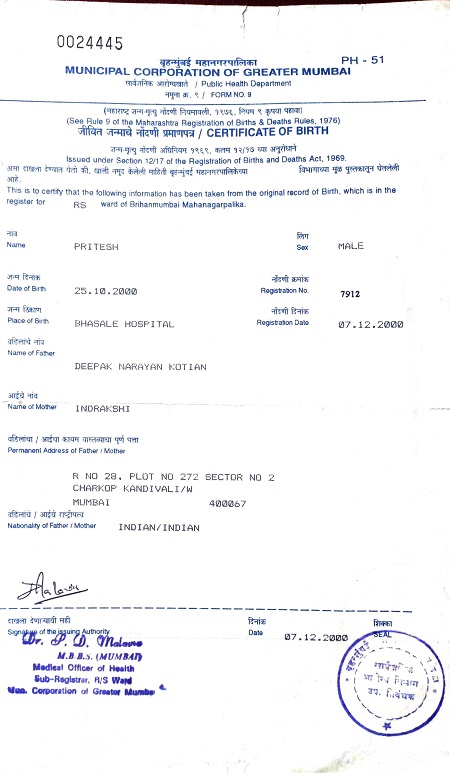 0024445
PH - 51
बृहन्मुंबई महानगरपालिका
MUNICIPAL CORPORATION OF GREATER MUMBAI
सार्वजनिक आरोग्यखाते / Public Health Department
नमुना क्र. ९ / FORM NO. 9
(महाराष्ट्र जन्म-मृत्यु नोंदणी नियमावली, १९७६, नियम ९ कृपया पहावा)
(See Rule 9 of the Maharashtra Registration of Births & Deaths Rules, 1976)
जीवित जन्माचे नोंदणी प्रमाणपत्र / CERTIFICATE OF BIRTH
जन्म-मृत्यु नोंदणी अधिनियम १९६९, कलम १२/१७ च्या अनुरोधाने
Issued under Section 12/17 of the Registration of Births and Deaths Act, 1969.
असा दाखला देण्यात येतो की, खाली नमूद केलेली माहिती बृहन्मुंबई महानगरपालिकेच्या विभागाच्या मूळ पुस्तकातून घेतलेली
आहे.
This is to certify that the following information has been taken from the original record of Birth, which is in the
register for RS ward of Brihanmumbai Mahanagarpalika.
नाव लिंग
Name PRITESH Sex MALE
जन्म दिनांक नोंदणी क्रमांक
Date of Birth 25.10.2000 Registration No. 7912
जन्म ठिकाण नोंदणी दिनांक
Place of Birth BHASALE HOSPITAL Registration Date 07.12.2000
वडिलांचे नांव
Name of Father
DEEPAK NARAYAN KOTIAN
आईचे नांव
Name of Mother INDRAKSHI
वडिलांचा / आईचा कायम वास्तव्याचा पूर्ण पत्ता
Permanent Address of Father / Mother
R NO 28, PLOT NO 272 SECTOR NO 2
CHARKOP KANDIVALI/W
MUMBAI 400067
वडिलांचे / आईचे राष्ट्रीयत्व
Nationality of Father / Mother INDIAN/INDIAN
दाखला देणाऱ्याची सही दिनांक शिक्का
Signature of the issuing Authority Date 07.12.2000 SEAL
Dr. P. D.
M.B.B.S. (MUMBAI)
Medical Officer of Health
Sub-Registrar, R/S Ward
Mun. Corporation of Greater Mumbai